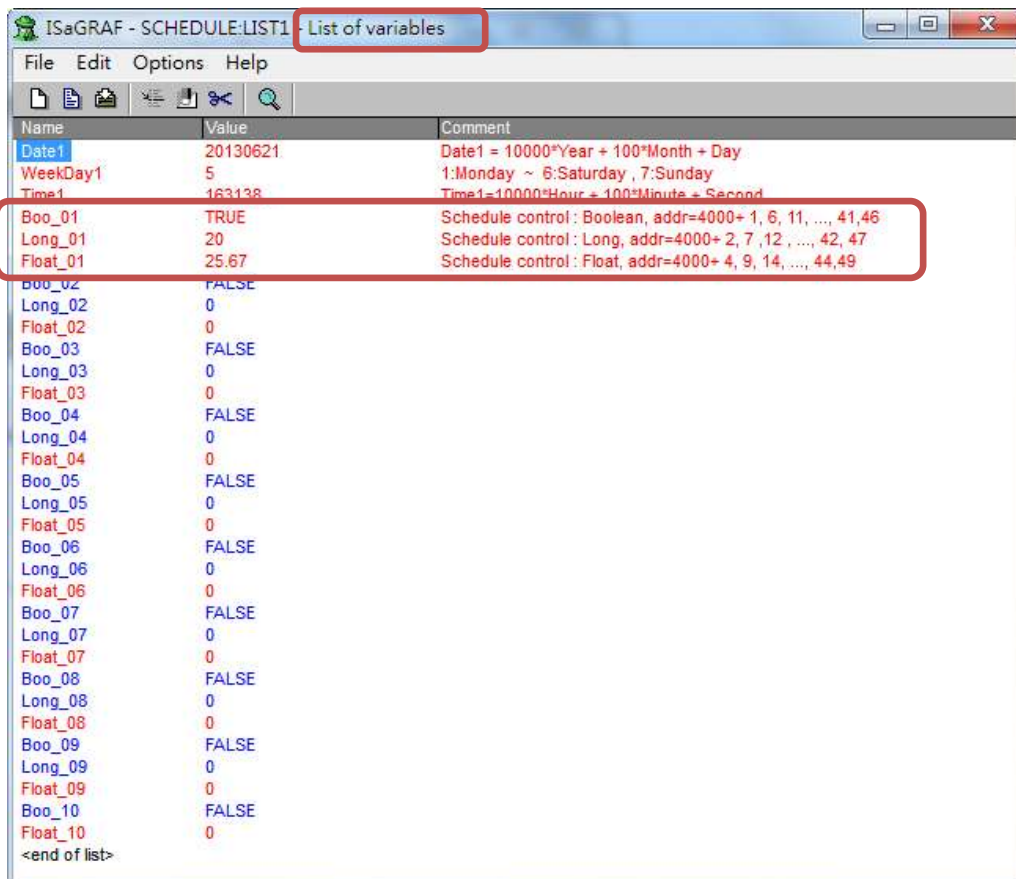 ISaGRAF - SCHEDULE:LIST1 - List of variables
File Edit Options Help
Name Value Comment
Date1 20130621 Date1 = 10000*Year + 100*Month + Day
WeekDay1 5 1:Monday ~ 6:Saturday , 7:Sunday
Time1 163138 Time1=10000*Hour + 100*Minute + Second
Boo_01 TRUE Schedule control : Boolean, addr=4000+ 1, 6, 11, ..., 41,46
Long_01 20 Schedule control : Long, addr=4000+ 2, 7 ,12 , ..., 42, 47
Float_01 25.67 Schedule control : Float, addr=4000+ 4, 9, 14, ..., 44,49
Boo_02 FALSE
Long_02 0
Float_02 0
Boo_03 FALSE
Long_03 0
Float_03 0
Boo_04 FALSE
Long_04 0
Float_04 0
Boo_05 FALSE
Long_05 0
Float_05 0
Boo_06 FALSE
Long_06 0
Float_06 0
Boo_07 FALSE
Long_07 0
Float_07 0
Boo_08 FALSE
Long_08 0
Float_08 0
Boo_09 FALSE
Long_09 0
Float_09 0
Boo_10 FALSE
Float_10 0
<end of list>